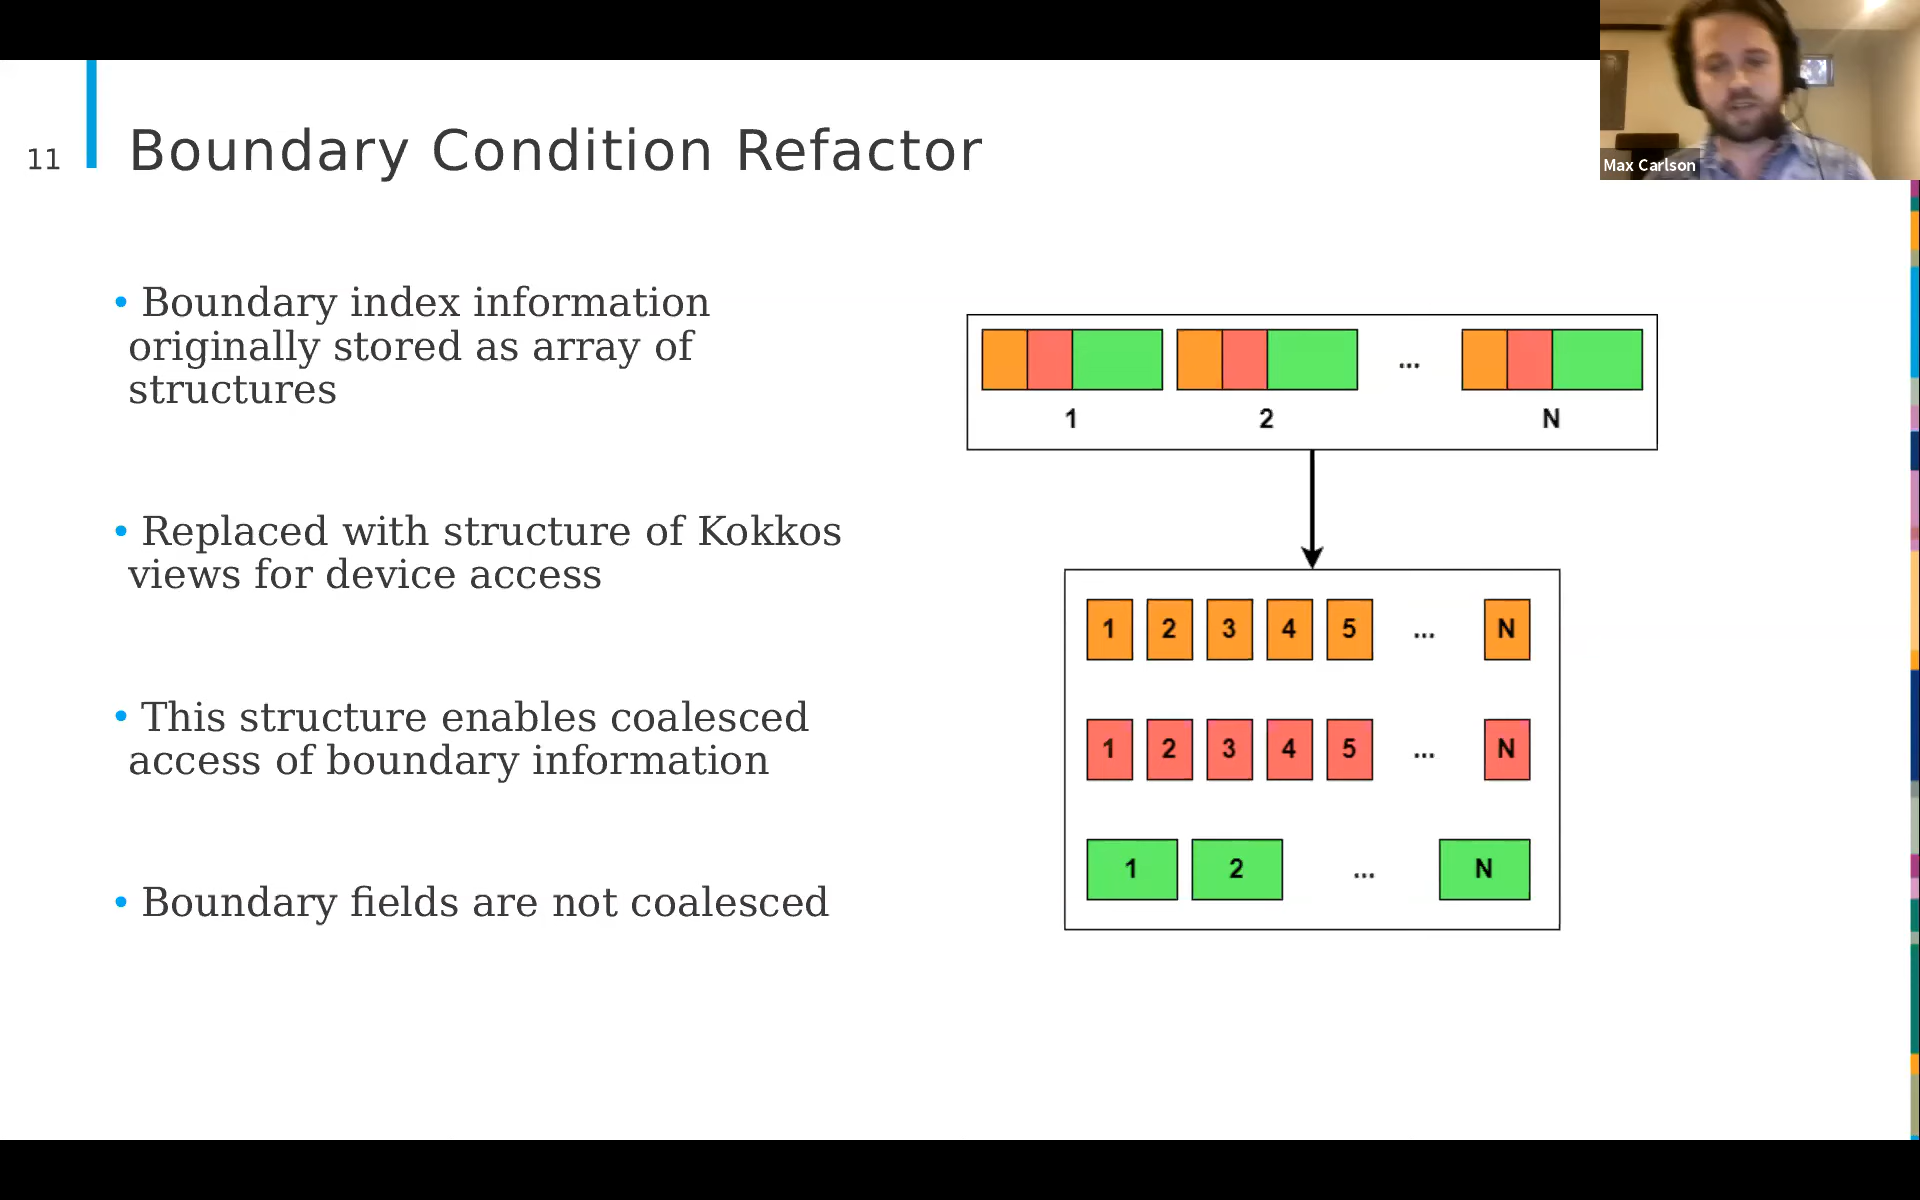 Max Carlson
11
Boundary Condition Refactor
• Boundary index information
originally stored as array of
structures
• Replaced with structure of Kokkos
views for device access
• This structure enables coalesced
access of boundary information
• Boundary fields are not coalesced
...
1 2 N
1 2 3 4 5 ... N
1 2 3 4 5 ... N
1 2 ... N